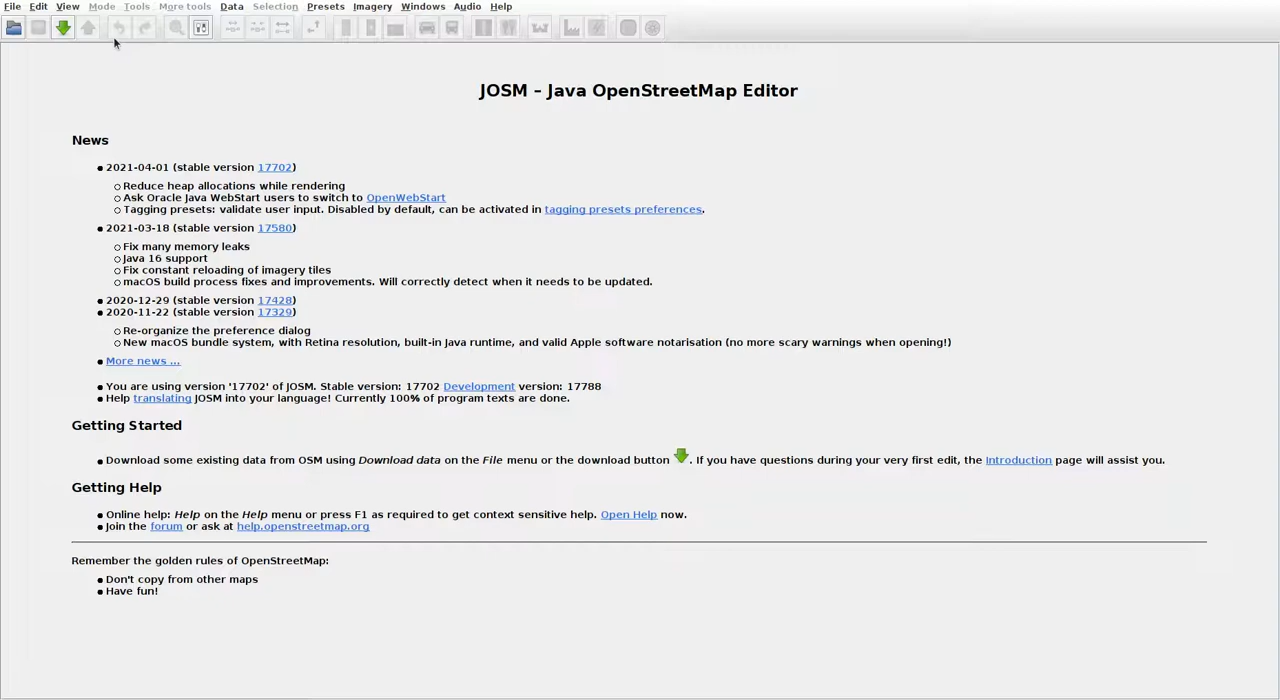 File Edit View Mode Tools More tools Data Selection Presets Imagery Windows Audio Help
JOSM – Java OpenStreetMap Editor
News
2021-04-01 (stable version 17702)
Reduce heap allocations while rendering
Ask Oracle Java WebStart users to switch to OpenWebStart
Tagging presets: validate user input. Disabled by default, can be activated in tagging presets preferences.
2021-03-18 (stable version 17580)
Fix many memory leaks
Java 16 support
Fix constant reloading of imagery tiles
macOS build process fixes and improvements. Will correctly detect when it needs to be updated.
2020-12-29 (stable version 17428)
2020-11-22 (stable version 17329)
Re-organize the preference dialog
New macOS bundle system, with Retina resolution, built-in Java runtime, and valid Apple software notarisation (no more scary warnings when opening!)
More news ...
You are using version '17702' of JOSM. Stable version: 17702 Development version: 17788
Help translating JOSM into your language! Currently 100% of program texts are done.
Getting Started
Download some existing data from OSM using Download data on the File menu or the download button . If you have questions during your very first edit, the Introduction page will assist you.
Getting Help
Online help: Help on the Help menu or press F1 as required to get context sensitive help. Open Help now.
Join the forum or ask at help.openstreetmap.org
Remember the golden rules of OpenStreetMap:
Don't copy from other maps
Have fun!